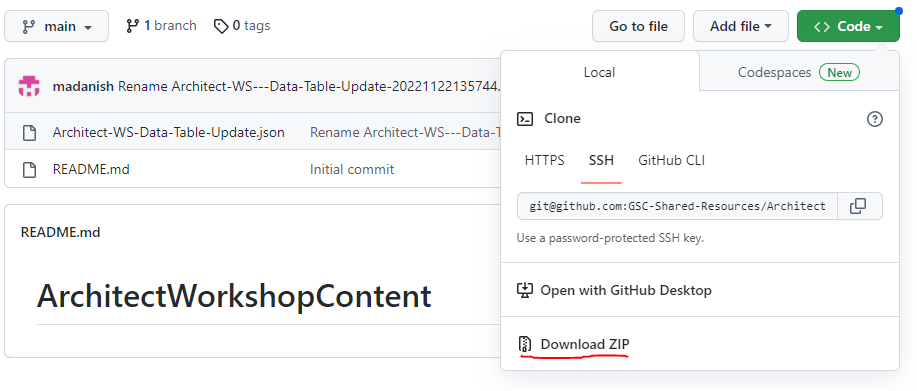 main
1 branch
0 tags
Go to file
Add file
Code
madanish Rename Architect-WS---Data-Table-Update-20221122135744.
Architect-WS-Data-Table-Update.json
Rename Architect-WS---Data-T
README.md
Initial commit
README.md
ArchitectWorkshopContent
Local
Codespaces New
Clone
HTTPS SSH GitHub CLI
git@github.com:GSC-Shared-Resources/Architect
Use a password-protected SSH key.
Open with GitHub Desktop
Download ZIP